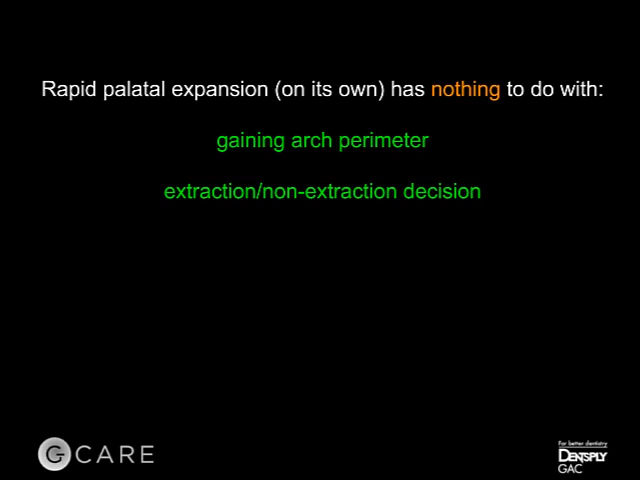 Rapid palatal expansion (on its own) has nothing to do with:
gaining arch perimeter
extraction/non-extraction decision
G CARE
For better dentistry
DENTSPLY
GAC